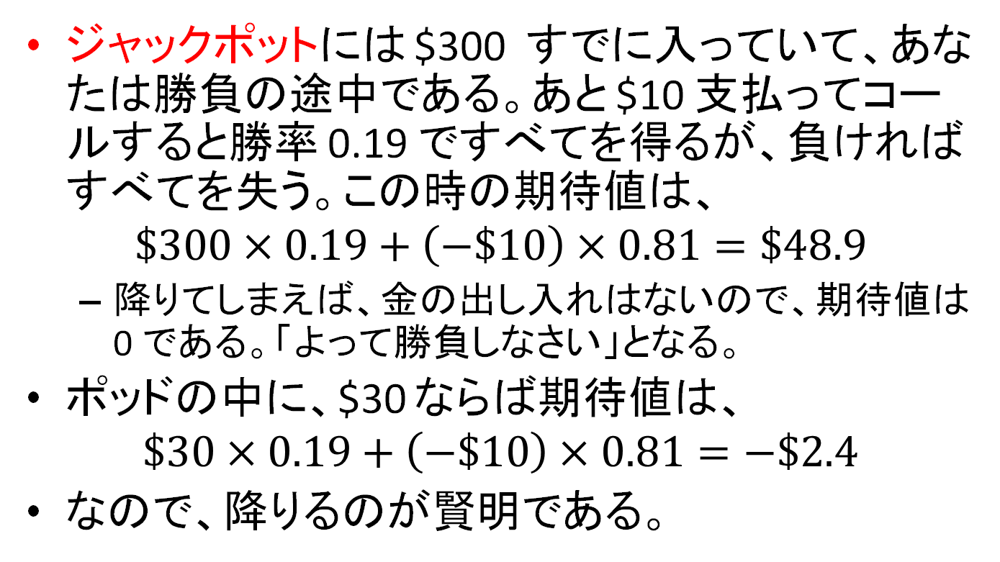 • ジャックポットには $300 すでに入っていて、あな
たは勝負の途中である。あと $10 支払ってコー
ルすると勝率 0.19 ですべてを得るが、負ければ
すべてを失う。この時の期待値は、
$300 × 0.19 + (−$10) × 0.81 = $48.9
– 降りてしまえば、金の出し入れはないので、期待値は
0 である。「よって勝負しなさい」となる。
• ポッドの中に、$30 ならば期待値は、
$30 × 0.19 + (−$10) × 0.81 = −$2.4
• なので、降りるのが賢明である。